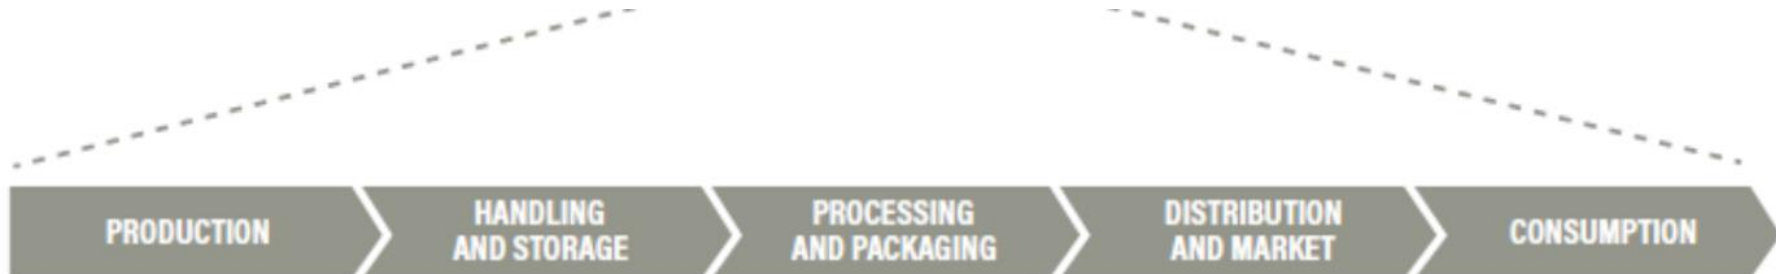 PRODUCTION
HANDLING
AND STORAGE
PROCESSING
AND PACKAGING
DISTRIBUTION
AND MARKET
CONSUMPTION